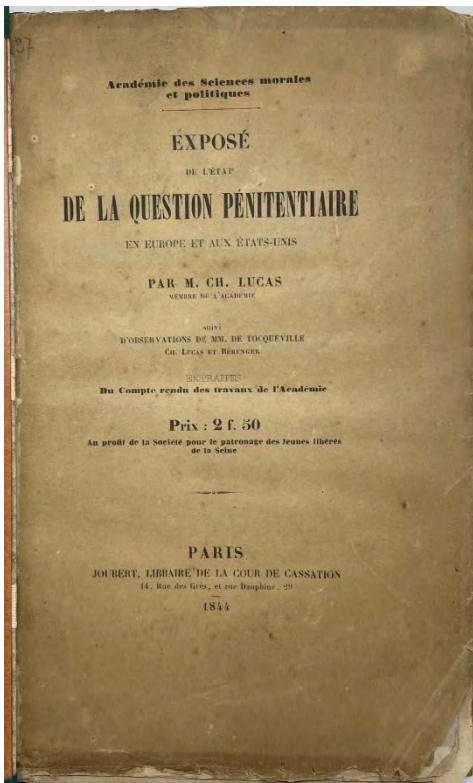 137
Académie des Sciences morales
et politiques
EXPOSÉ
DE L'ÉTAT
DE LA QUESTION PÉNITENTIAIRE
EN EUROPE ET AUX ÉTATS-UNIS
PAR M. CH. LUCAS
MEMBRE DE L'ACADÉMIE
SUIVI
D'OBSERVATIONS DE MM. DE TOCQUEVILLE
CH. LUCAS ET BÉRENGER
EXTRAITES
Du Compte rendu des travaux de l'Académie
Prix : 2 f. 50
Au profit de la Société pour le patronage des Jeunes libérés
de la Seine
PARIS
JOUBERT, LIBRAIRE DE LA COUR DE CASSATION
14, Rue des Grès, et rue Dauphine, 29
1844